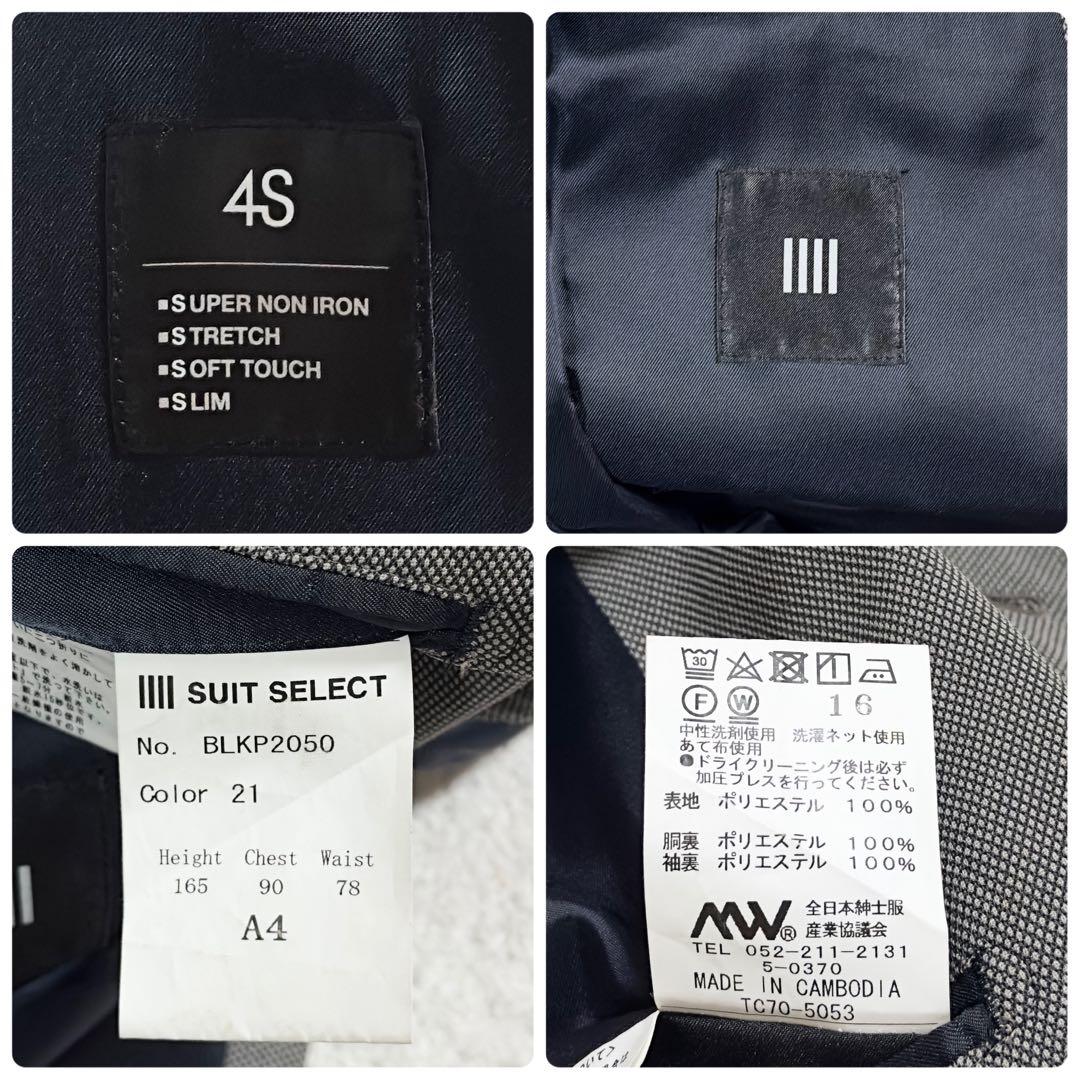 4S
SUPER NON IRON
STRETCH
SOFT TOUCH
SLIM
SUIT SELECT
No. BLKP2050
Color 21
Height Chest Waist
165 90 78
A4
30
F W 16
中性洗剤使用 洗濯ネット使用
あて布使用
●ドライクリーニング後は必ず
加圧プレスを行ってください。
表地 ポリエステル 100%
胴裏 ポリエステル 100%
袖裏 ポリエステル 100%
MW® 全日本紳士服
産業協議会
TEL 052-211-2131
5-0370
MADE IN CAMBODIA
TC70-5053